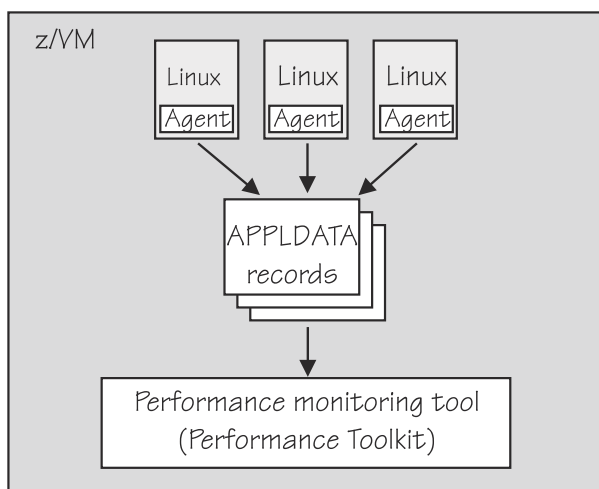 z/VM
Linux
Linux
Linux
Agent
Agent
Agent
APPLDATA
records
Performance monitoring tool
(Performance Toolkit)